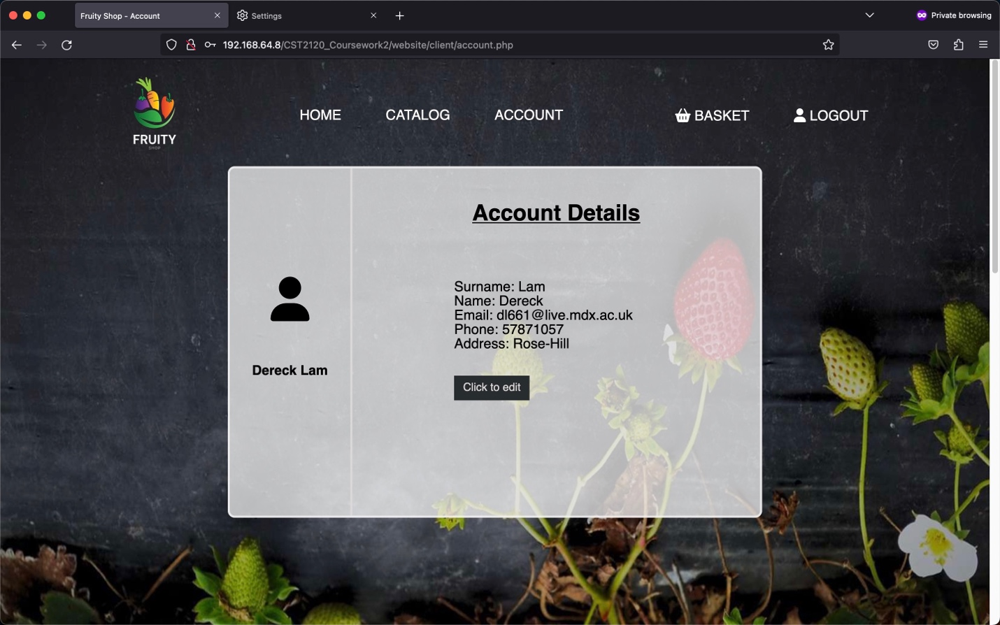 Fruity Shop - Account
Settings
Private browsing
192.168.64.8/CST2120_Coursework2/website/client/account.php
FRUITY
SHOP
HOME
CATALOG
ACCOUNT
BASKET
LOGOUT
Account Details
Dereck Lam
Surname: Lam
Name: Dereck
Email: dl661@live.mdx.ac.uk
Phone: 57871057
Address: Rose-Hill
Click to edit